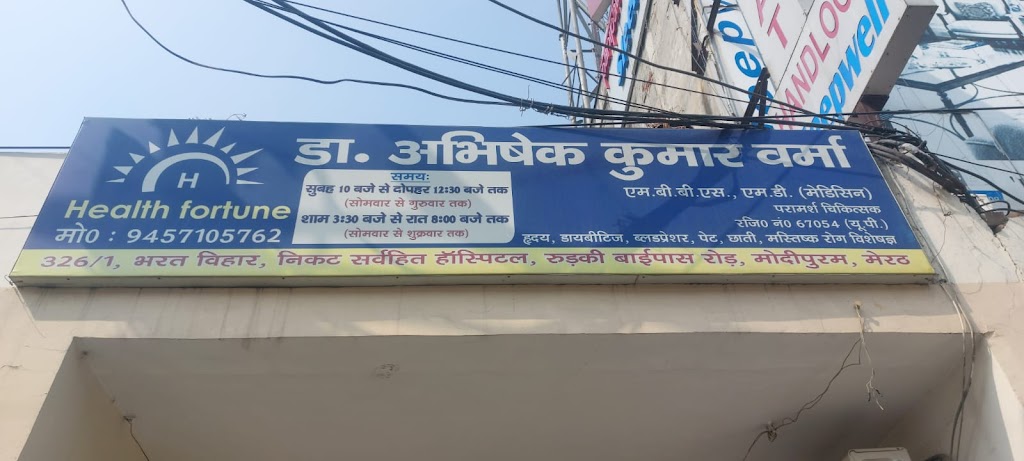 H
Health fortune
मो0 : 9457105762
डा. अभिषेक कुमार वर्मा
समयः
सुबह 10 बजे से दोपहर 12:30 बजे तक
(सोमवार से गुरुवार तक)
शाम 3:30 बजे से रात 8:00 बजे तक
(सोमवार से शुक्रवार तक)
एम.बी.बी.एस., एम.डी. (मेडिसिन)
परामर्श चिकित्सक
रजि0 नं0 67054 (यू.पी.)
हृदय, डायबीटिज, ब्लडप्रेशर, पेट, छाती, मस्तिष्क रोग विशेषज्ञ
326/1, भरत विहार, निकट सर्वहित हॉस्पिटल, रुड़की बाईपास रोड़, मोदीपुरम, मेरठ